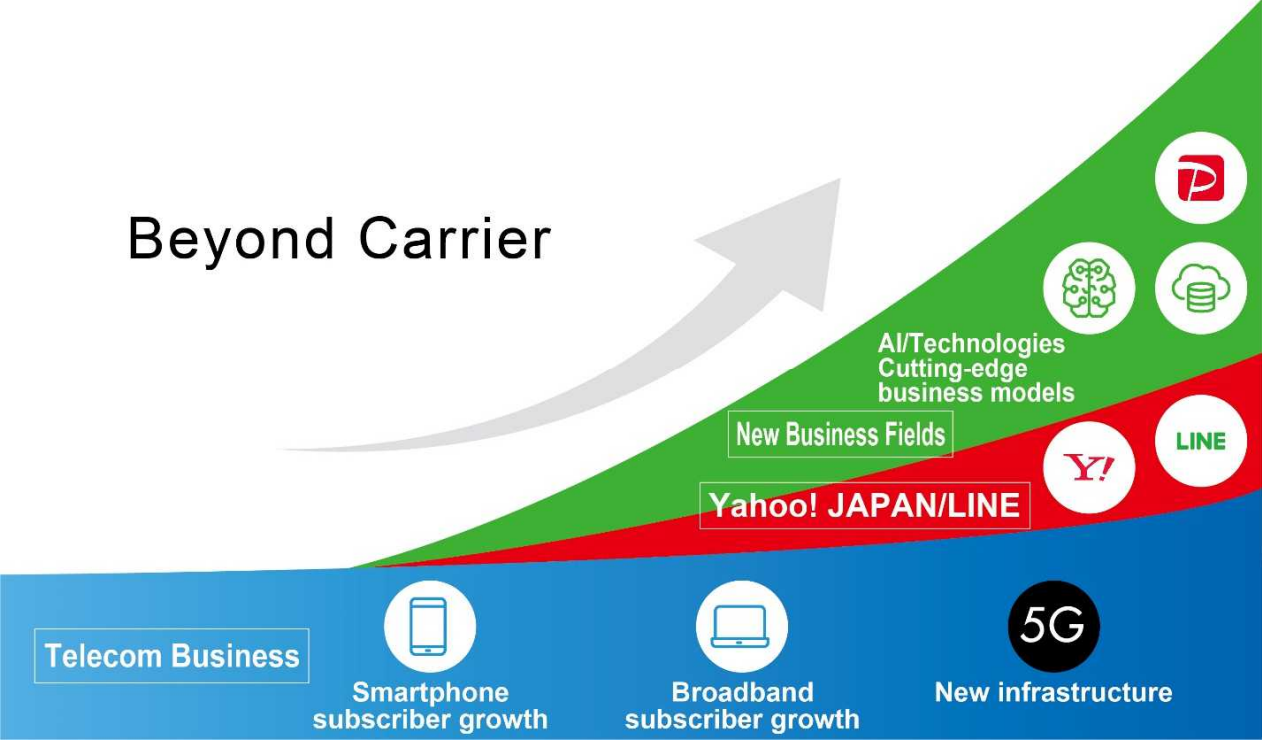 Beyond Carrier
AI/Technologies
Cutting-edge
business models
New Business Fields
LINE
Y!
Yahoo! JAPAN/LINE
5G
Telecom Business
Smartphone
subscriber growth
Broadband
subscriber growth
New infrastructure